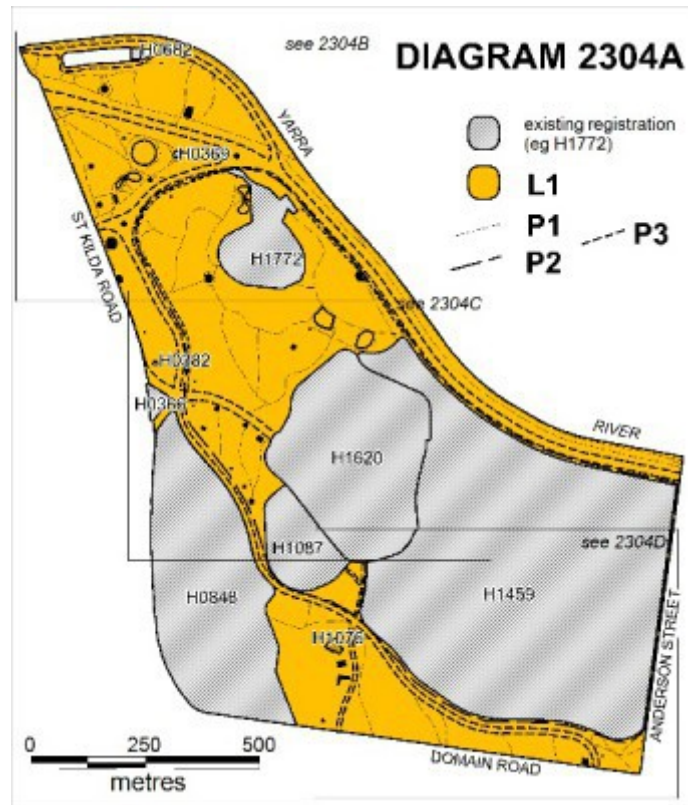 H0682
see 2304B
DIAGRAM 2304A
YARRA
existing registration
(eg H1772)
L1
P1
P2
P3
H0369
ST KILDA ROAD
H1772
see 2304C
H0382
H0366
RIVER
H1620
H1087
see 2304D
H0848
H1459
H1076
ANDERSON STREET
0 250 500
metres
DOMAIN ROAD